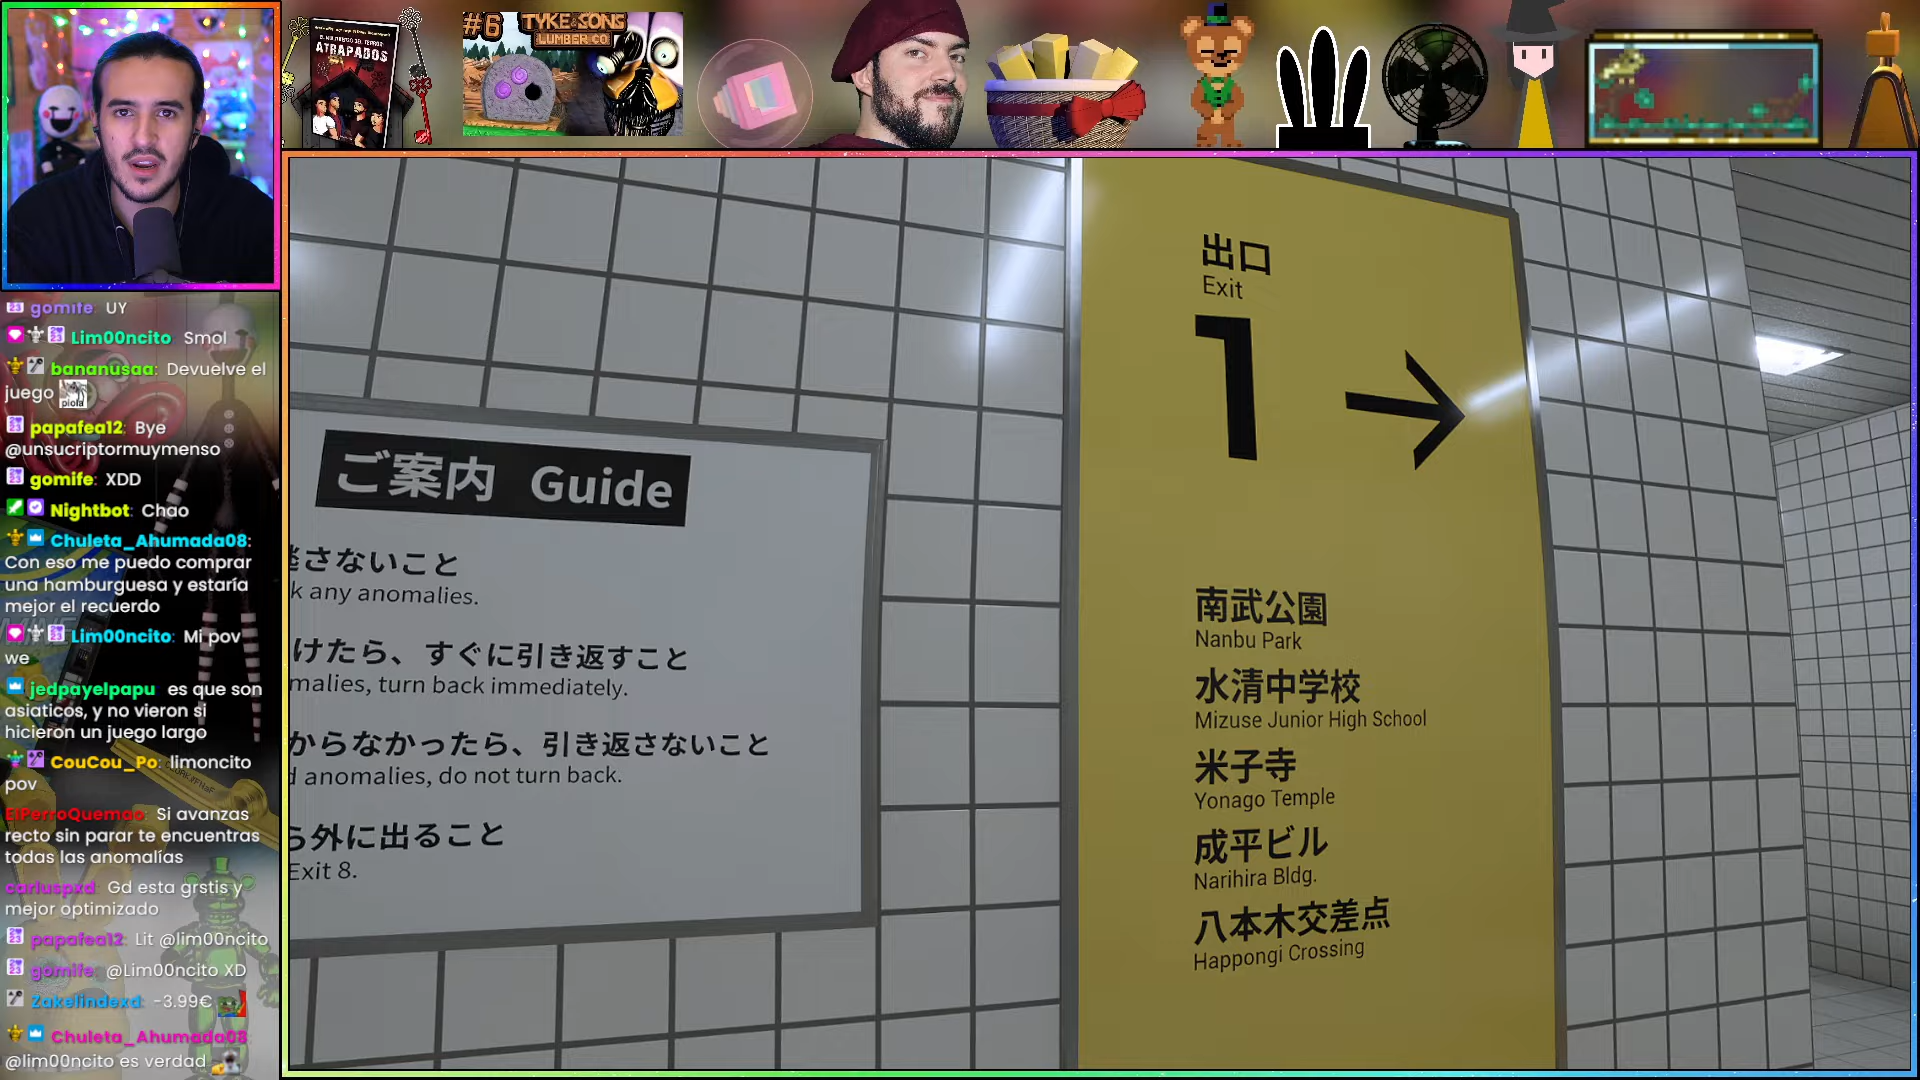 ATRAPADOS
#6 TYKE & SONS
LUMBER CO
gomife: UY
Lim00ncito Smol
bananusaa: Devuelve el
juego
piola
papafea12: Bye
@unsucriptormuymenso
gomife: XDD
Nightbot: Chao
Chuleta_Ahumada08:
Con eso me puedo comprar
una hamburguesa y estaría
mejor el recuerdo
Lim00ncito: Mi pov
we
jedpayelpapu es que son
asiaticos, y no vieron si
hicieron un juego largo
CouCou_Po: limoncito
pov
ElPerroQuemao: Si avanzas
recto sin parar te encuentras
todas las anomalías
carluspxd: Gd esta grstis y
mejor optimizado
papafea12: Lit @lim00ncito
gomife: @Lim00ncito XD
Zakelindexd: -3.99€
Chuleta_Ahumada08
@lim00ncito es verdad
ご案内 Guide
さないこと
k any anomalies.
けたら、すぐに引き返すこと
malies, turn back immediately.
からなかったら、引き返さないこと
d anomalies, do not turn back.
ら外に出ること
Exit 8.
出口
Exit
1 →
南武公園
Nanbu Park
水清中学校
Mizuse Junior High School
米子寺
Yonago Temple
成平ビル
Narihira Bldg.
八本木交差点
Happongi Crossing